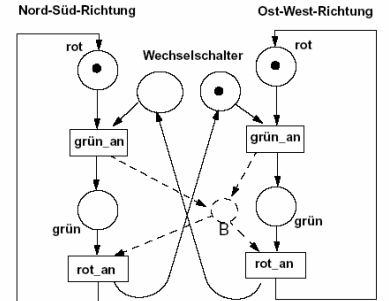 Nord-Süd-Richtung
Ost-West-Richtung
rot
rot
Wechselschalter
grün_an
grün_an
B
grün
grün
rot_an
rot_an